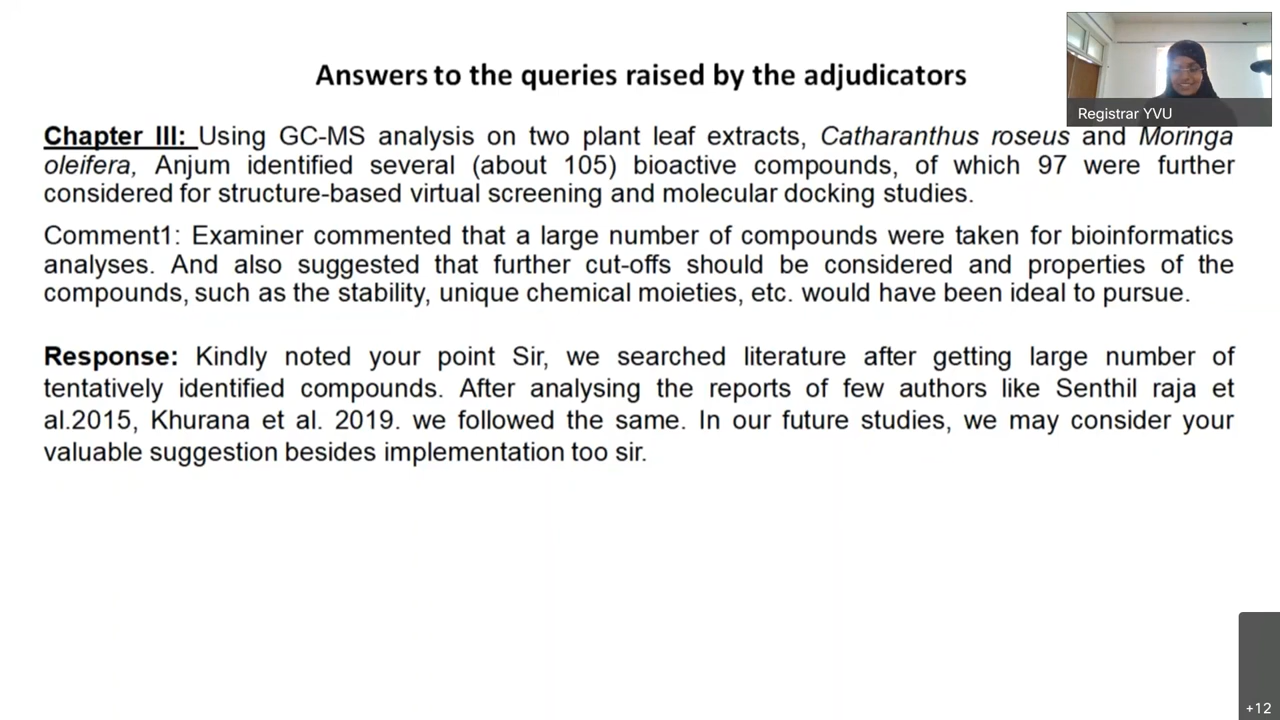 Answers to the queries raised by the adjudicators
Registrar YVU
Chapter III: Using GC-MS analysis on two plant leaf extracts, Catharanthus roseus and Moringa
oleifera, Anjum identified several (about 105) bioactive compounds, of which 97 were further
considered for structure-based virtual screening and molecular docking studies.
Comment1: Examiner commented that a large number of compounds were taken for bioinformatics
analyses. And also suggested that further cut-offs should be considered and properties of the
compounds, such as the stability, unique chemical moieties, etc. would have been ideal to pursue.
Response: Kindly noted your point Sir, we searched literature after getting large number of
tentatively identified compounds. After analysing the reports of few authors like Senthil raja et
al.2015, Khurana et al. 2019. we followed the same. In our future studies, we may consider your
valuable suggestion besides implementation too sir.
+12